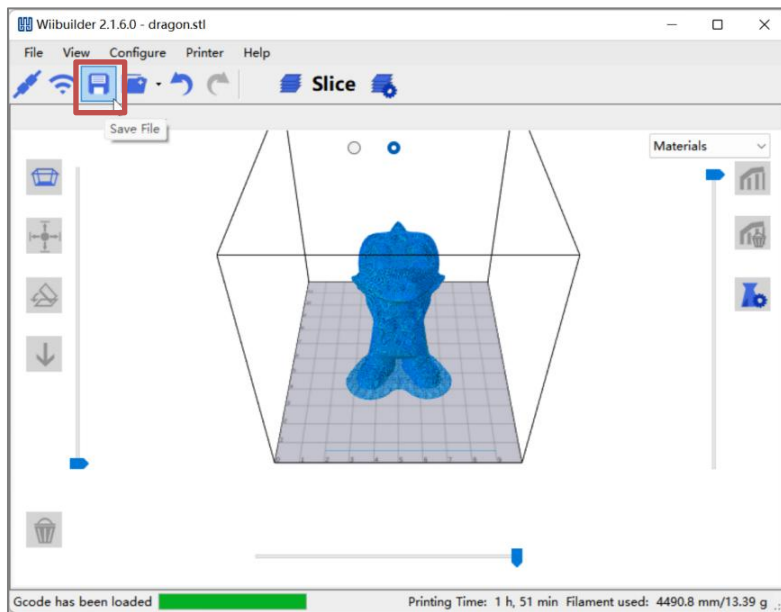 Wiibuilder 2.1.6.0 - dragon.stl
File View Configure Printer Help
Slice
Save File
Materials
Gcode has been loaded Printing Time: 1 h, 51 min Filament used: 4490.8 mm/13.39 g